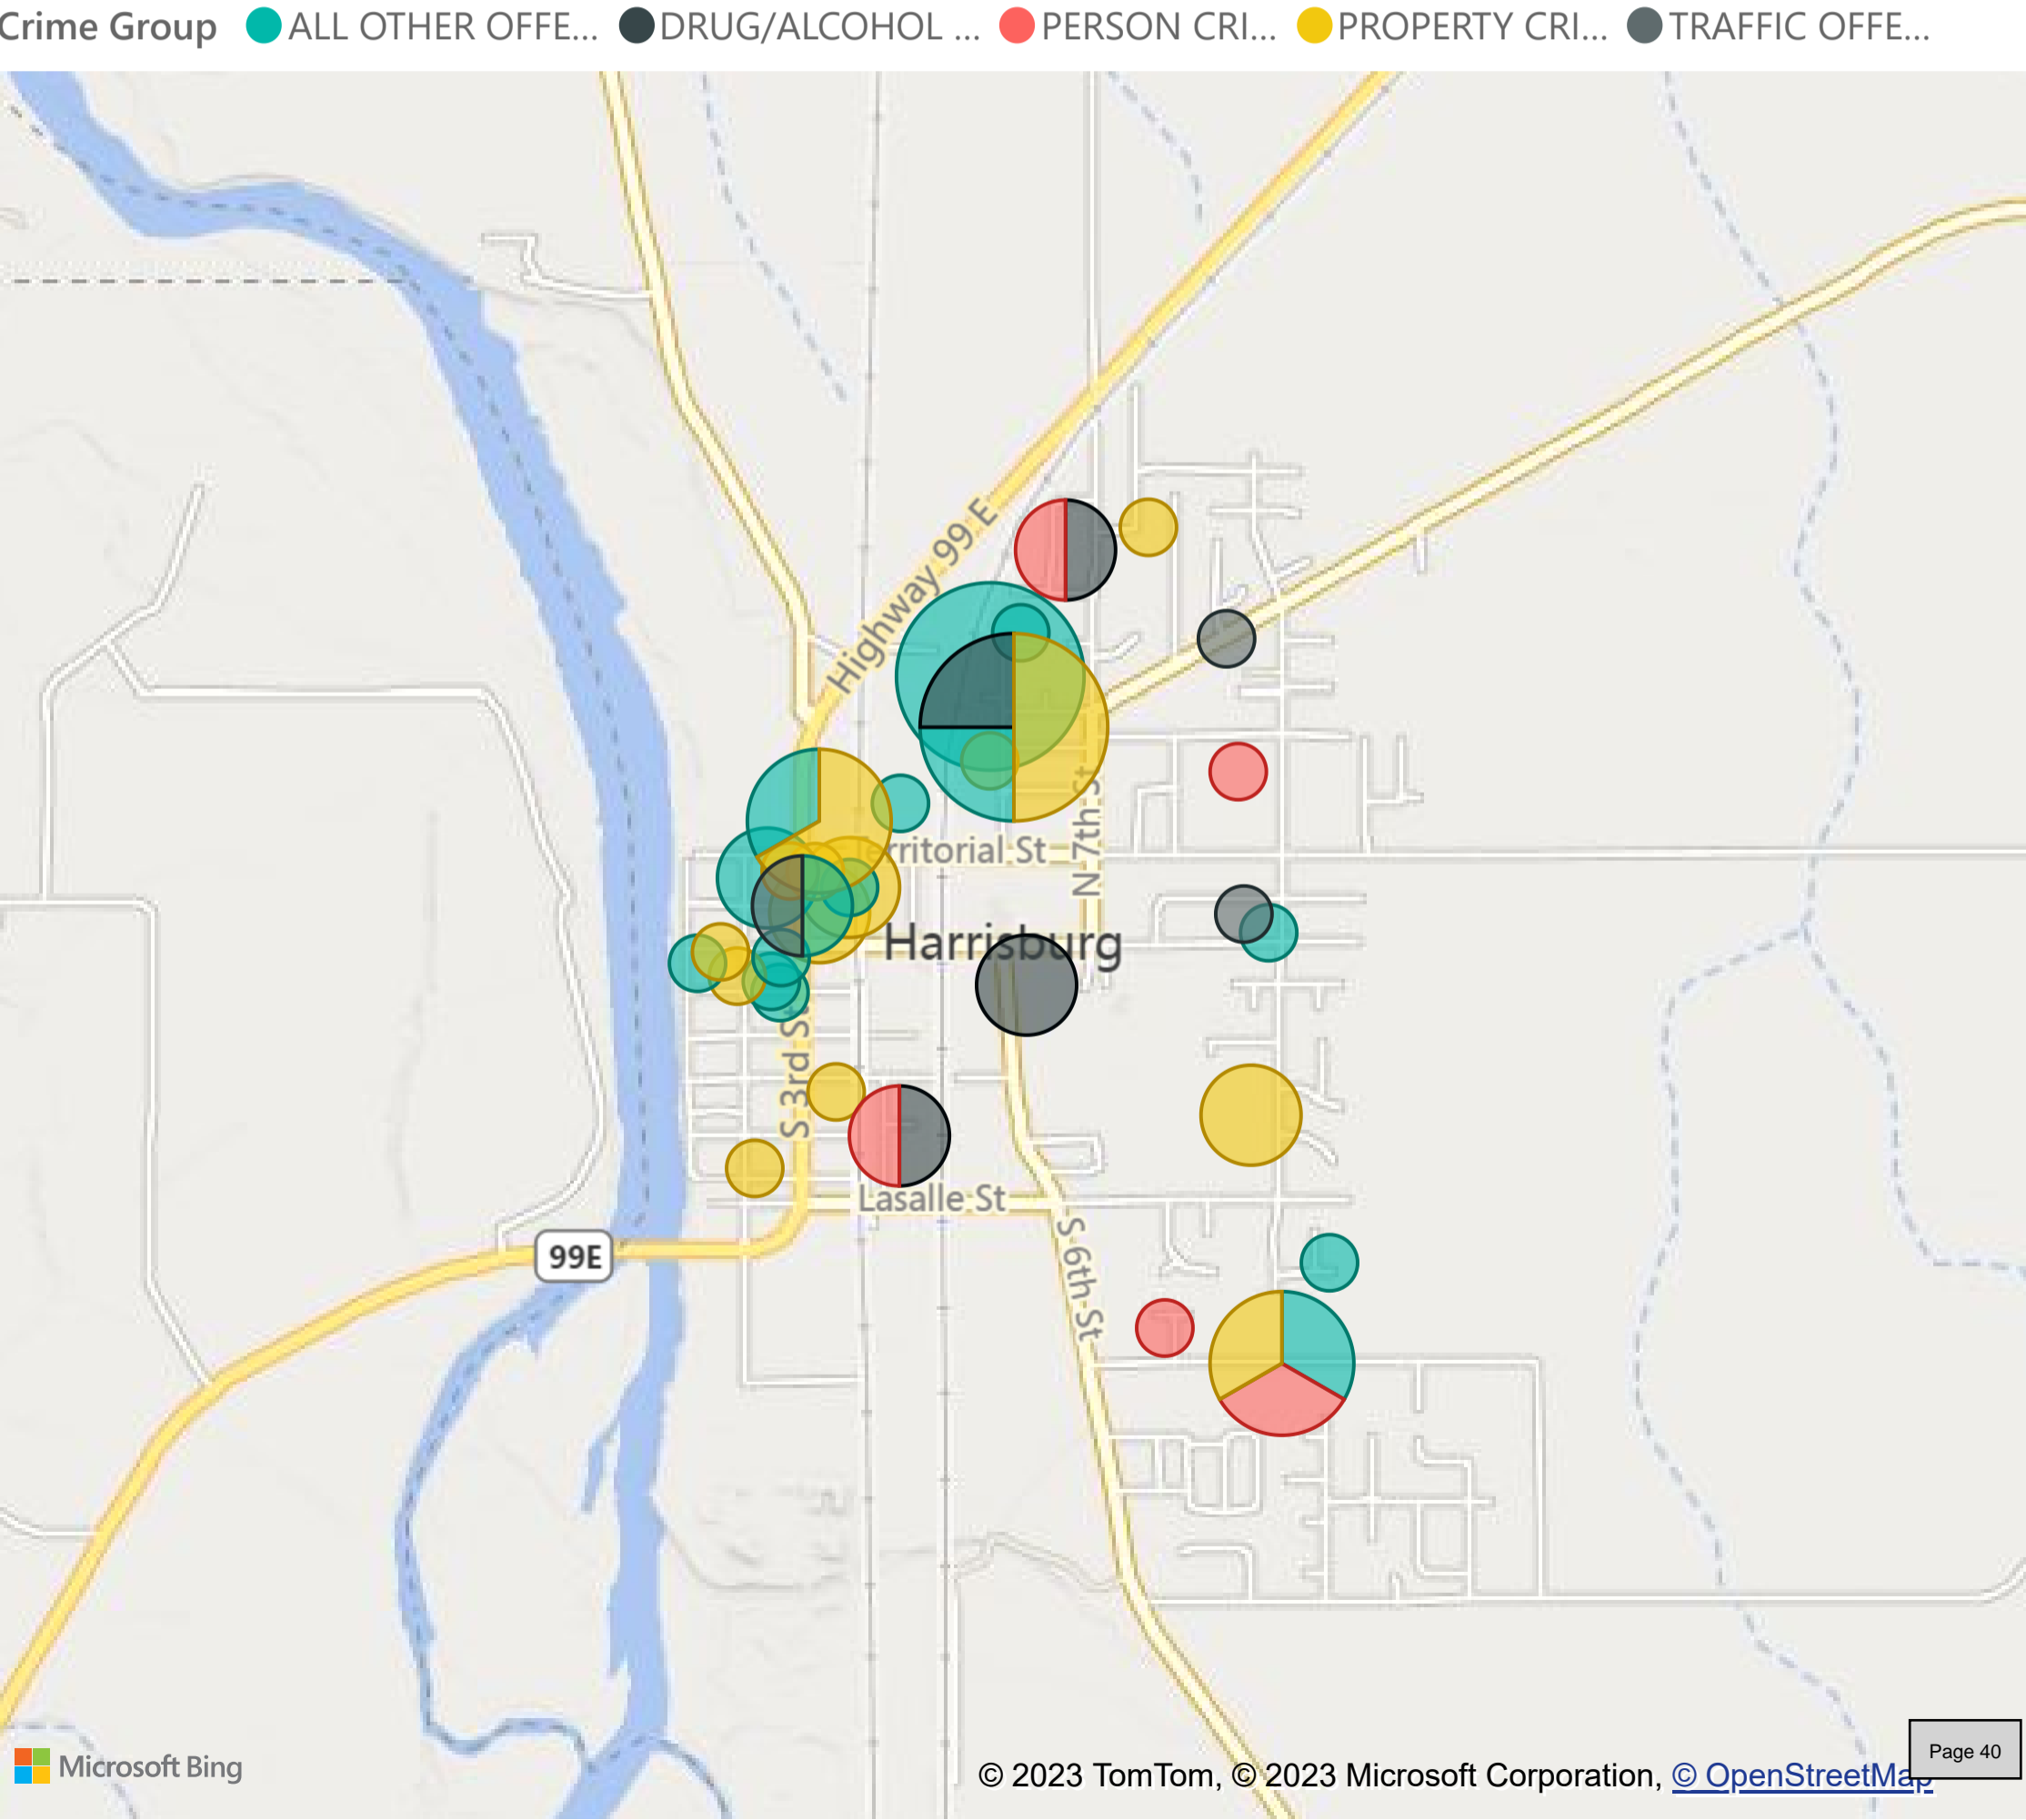 Crime Group ALL OTHER OFFE... DRUG/ALCOHOL ... PERSON CRI... PROPERTY CRI... TRAFFIC OFFE...
Highway 99 E
erritorial St
N 7th St
Harrisburg
S 3rd St
Lasalle St
99E
S 6th St
Page 40
Microsoft Bing
© 2023 TomTom, © 2023 Microsoft Corporation, © OpenStreetMap